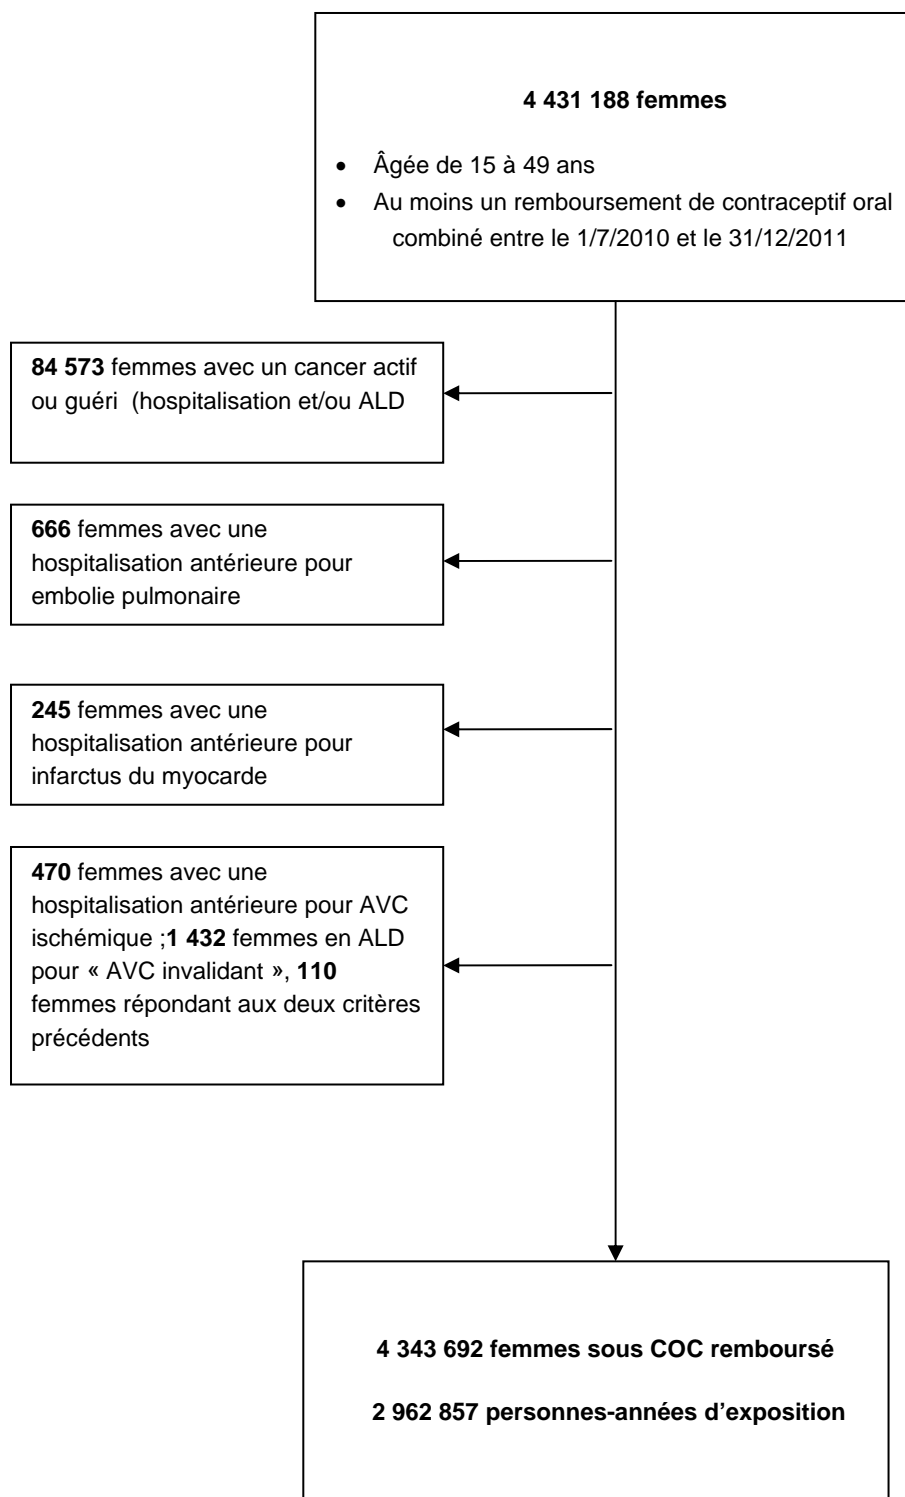 4 431 188 femmes
• Âgée de 15 à 49 ans
• Au moins un remboursement de contraceptif oral
combiné entre le 1/7/2010 et le 31/12/2011
84 573 femmes avec un cancer actif
ou guéri (hospitalisation et/ou ALD
666 femmes avec une
hospitalisation antérieure pour
embolie pulmonaire
245 femmes avec une
hospitalisation antérieure pour
infarctus du myocarde
470 femmes avec une
hospitalisation antérieure pour AVC
ischémique ;1 432 femmes en ALD
pour « AVC invalidant », 110
femmes répondant aux deux critères
précédents
4 343 692 femmes sous COC remboursé
2 962 857 personnes-années d’exposition